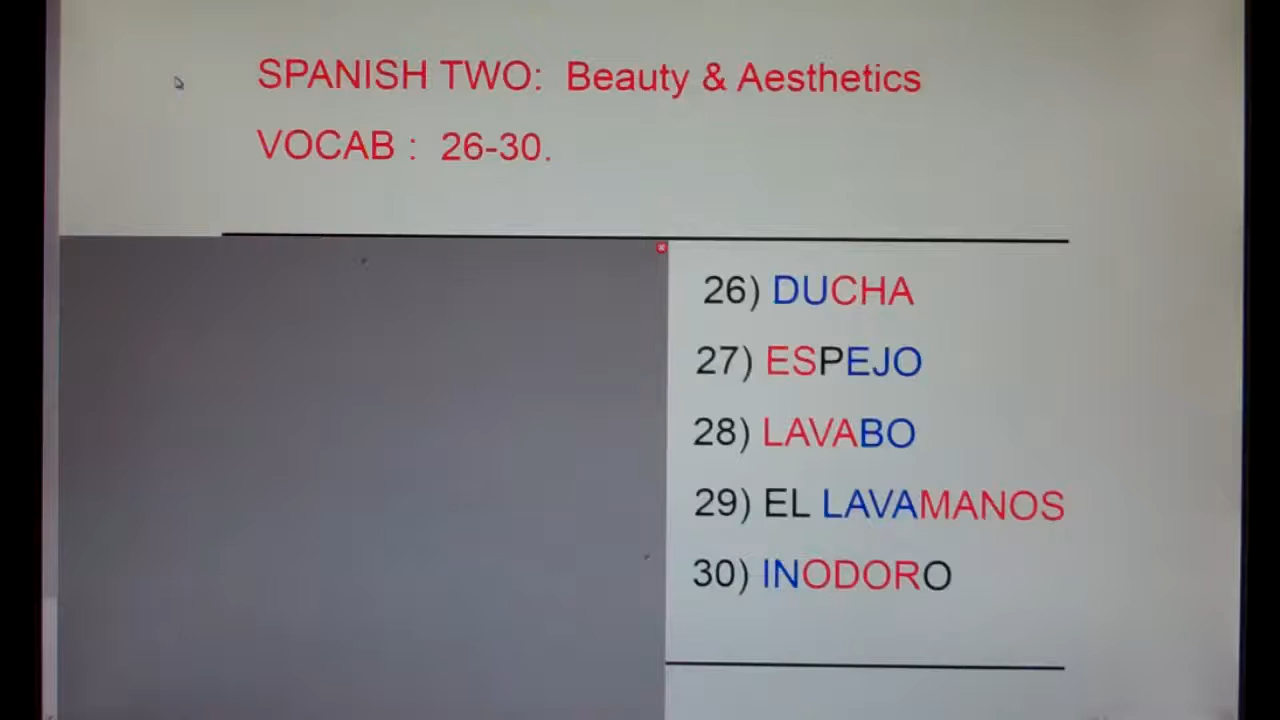 SPANISH TWO: Beauty & Aesthetics
VOCAB : 26-30.
26) DUCHA
27) ESPEJO
28) LAVABO
29) EL LAVAMANOS
30) INODORO